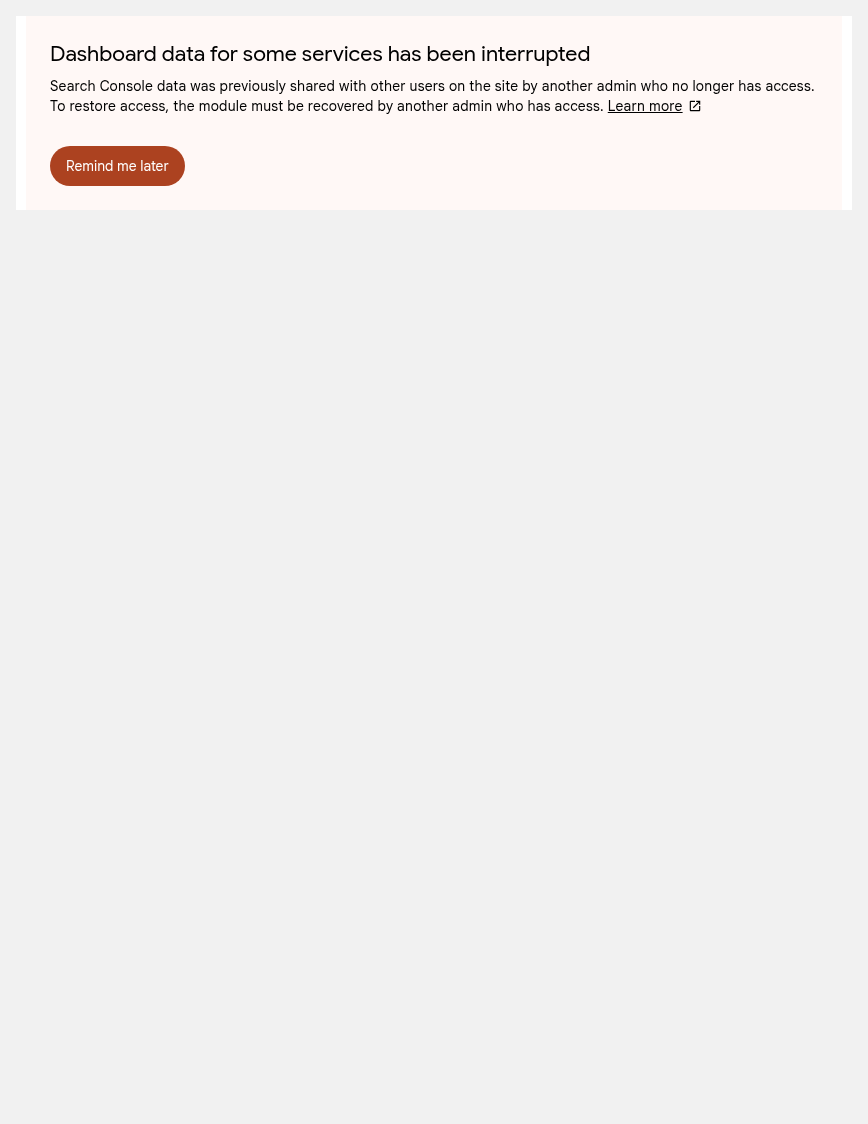 Dashboard data for some services has been interrupted
Search Console data was previously shared with other users on the site by another admin who no longer has access.
To restore access, the module must be recovered by another admin who has access. Learn more
Remind me later